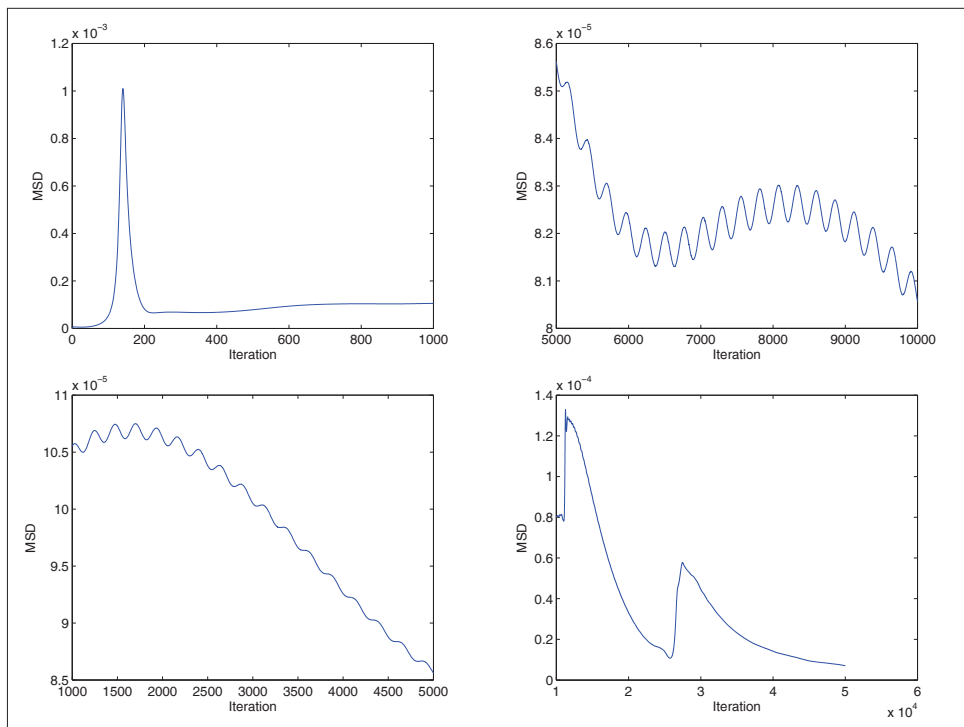 x 10⁻³
1.2
1
0.8
0.6
0.4
0.2
0
MSD
0 200 400 600 800 1000
Iteration
x 10⁻⁵
8.6
8.5
8.4
8.3
8.2
8.1
8
MSD
5000 6000 7000 8000 9000 10000
Iteration
x 10⁻⁵
11
10.5
10
9.5
9
8.5
MSD
1000 1500 2000 2500 3000 3500 4000 4500 5000
Iteration
x 10⁻⁴
1.4
1.2
1
0.8
0.6
0.4
0.2
0
MSD
1 2 3 4 5 6
Iteration
x 10⁴